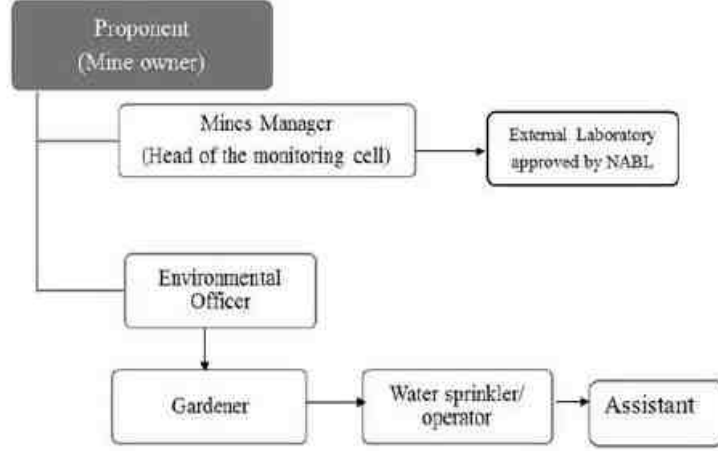 Proponent
(Mine owner)
Mines Manager
(Head of the monitoring cell)
External Laboratory
approved by NABL
Environmental
Officer
Gardener
Water sprinkler/
operator
Assistant